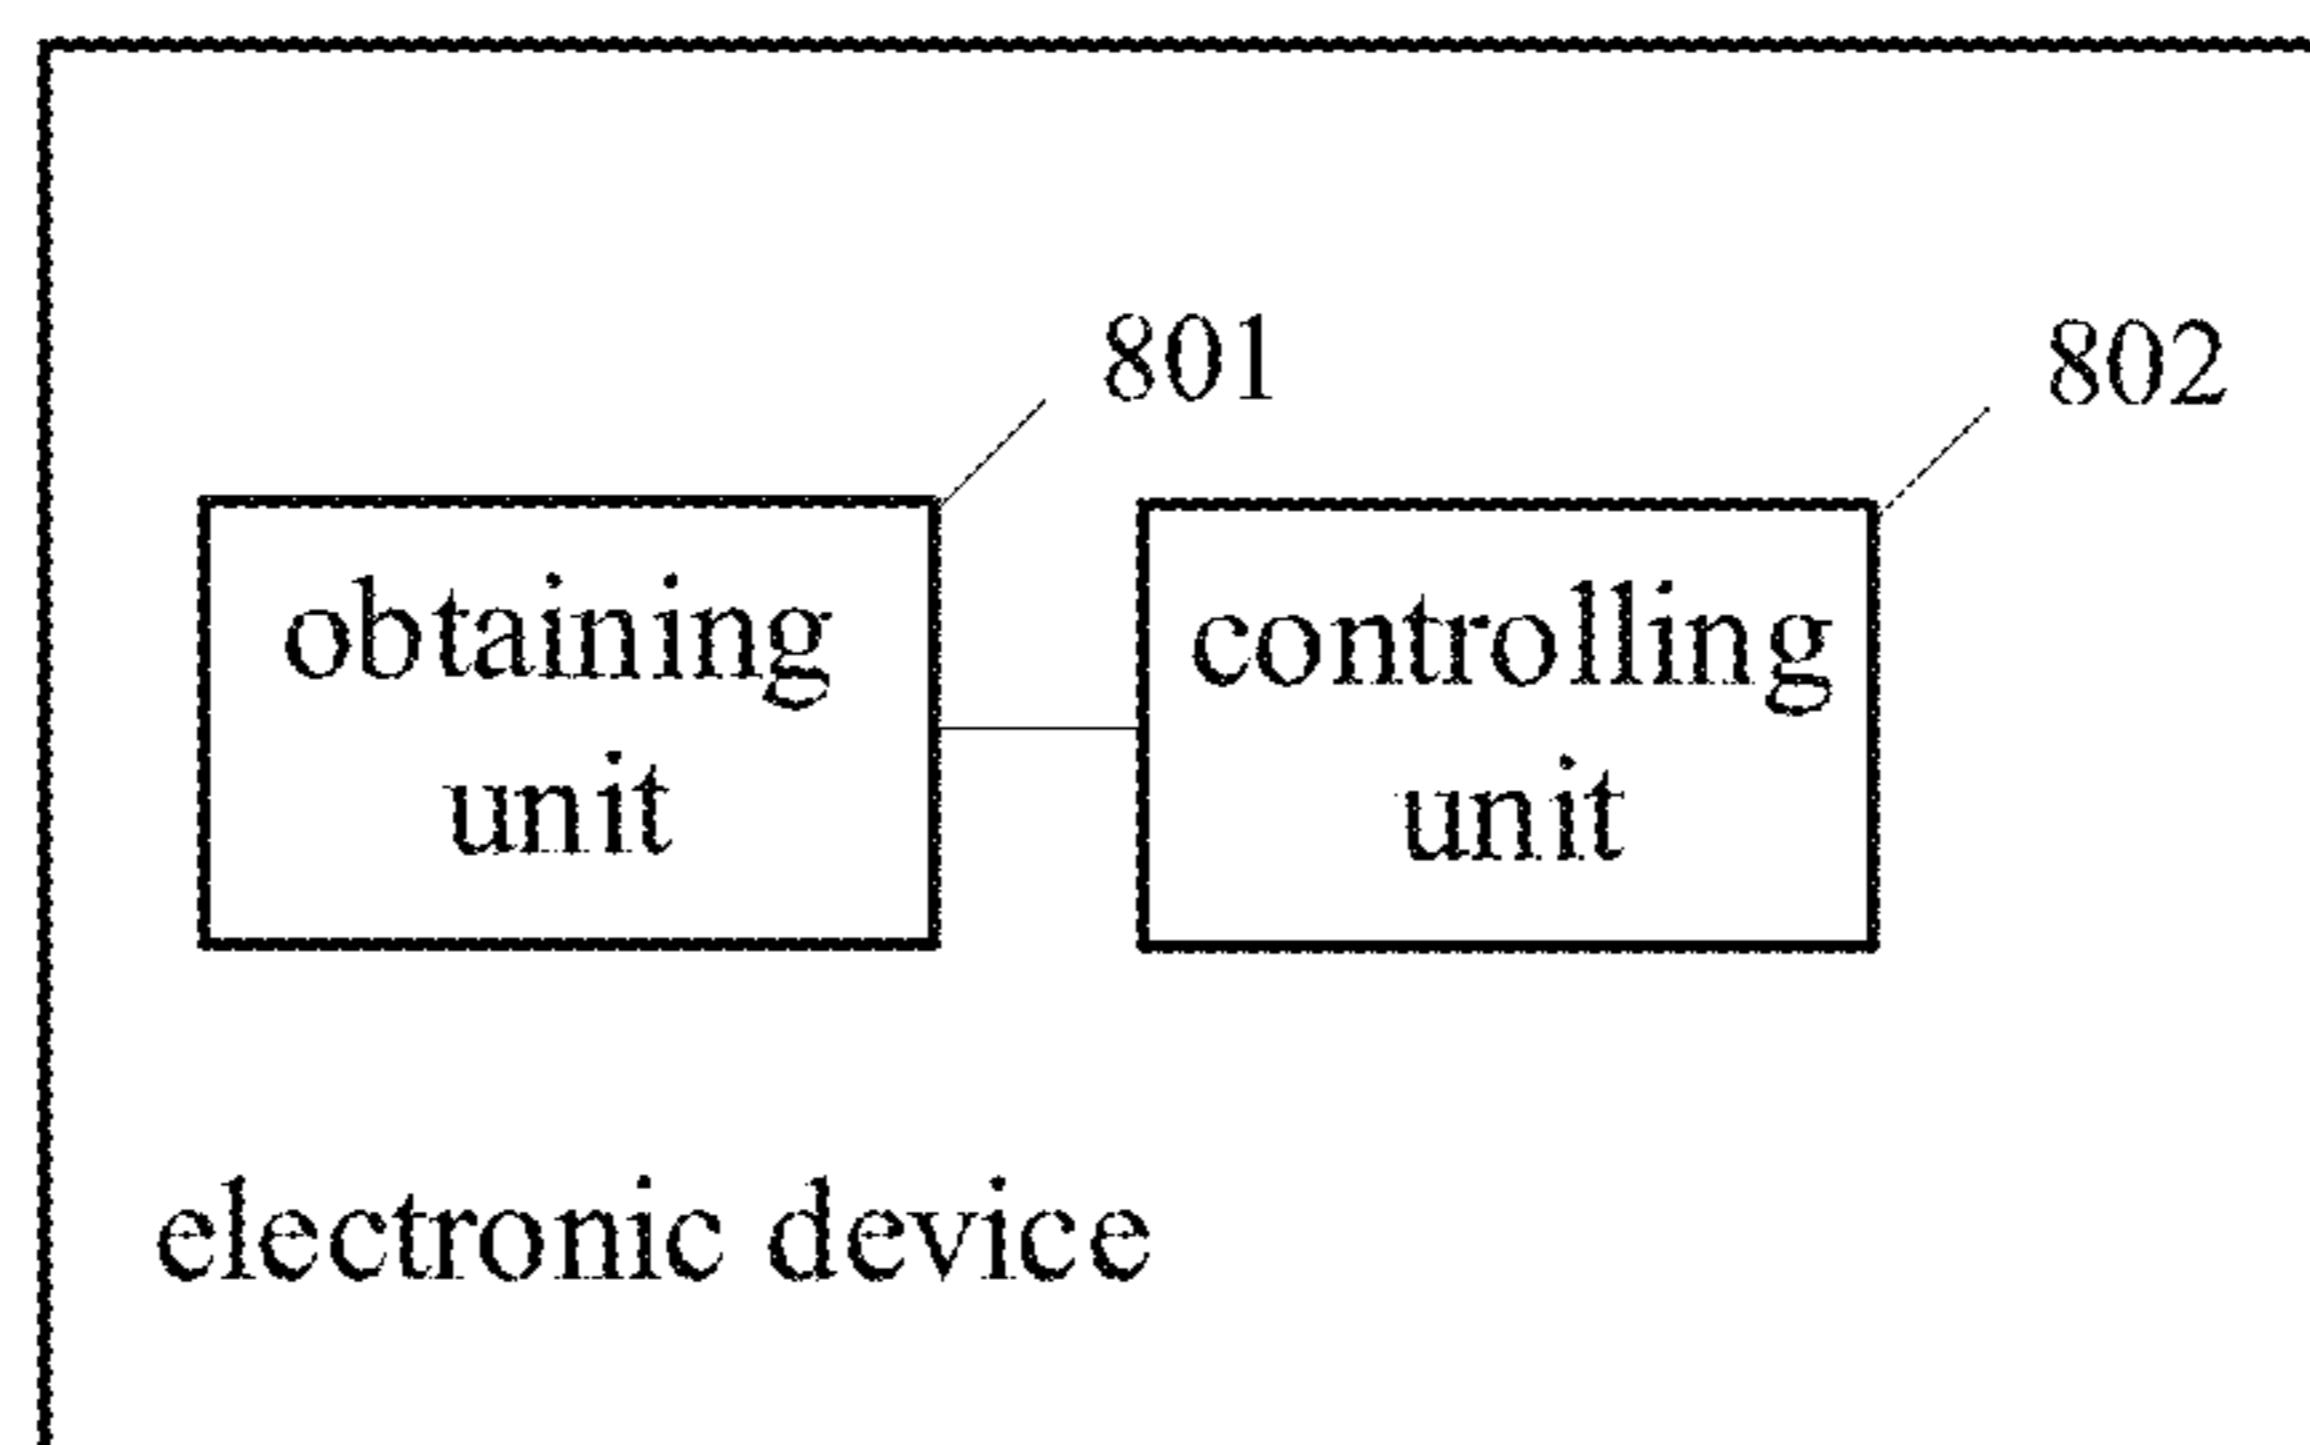 801
802
obtaining
unit
controlling
unit
electronic device